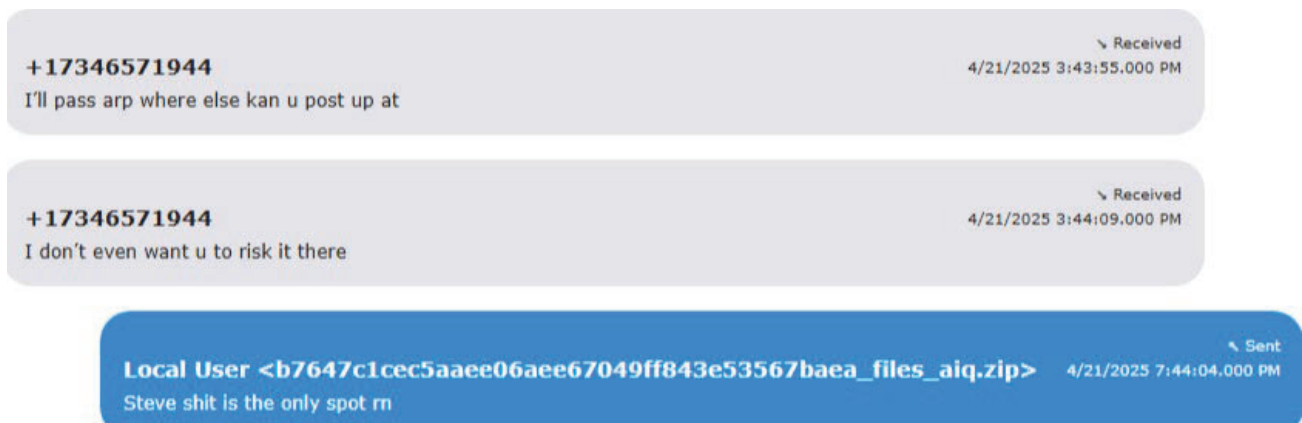 ↘ Received
+17346571944
4/21/2025 3:43:55.000 PM
I'll pass arp where else kan u post up at
↘ Received
+17346571944
4/21/2025 3:44:09.000 PM
I don't even want u to risk it there
↖ Sent
Local User <b7647c1cec5aaee06aee67049ff843e53567baea_files_aiq.zip>
4/21/2025 7:44:04.000 PM
Steve shit is the only spot rn